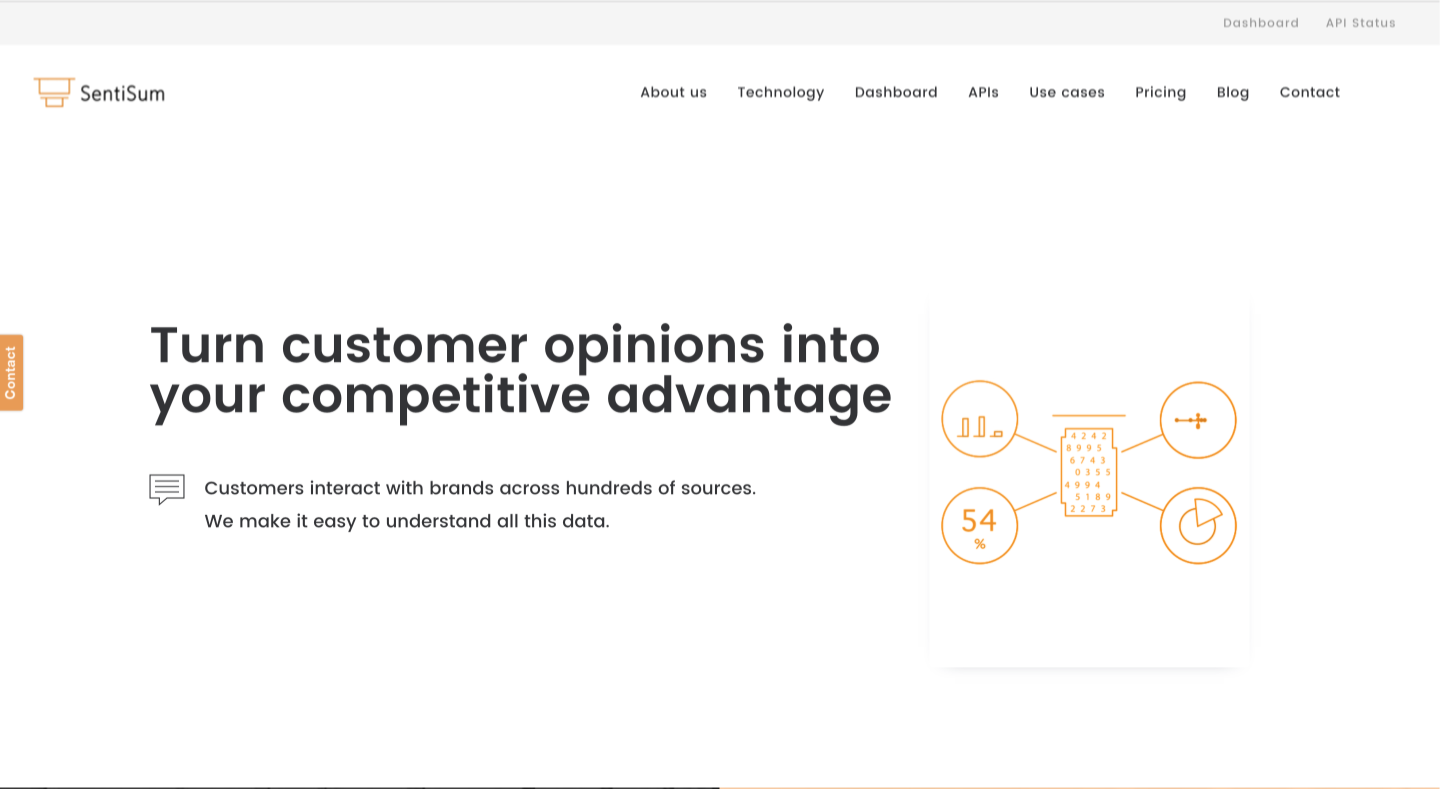 Dashboard API Status
SentiSum
About us Technology Dashboard APIs Use cases Pricing Blog Contact
Turn customer opinions into
your competitive advantage
Contact
Customers interact with brands across hundreds of sources.
We make it easy to understand all this data.
4 2 4 2
8 9 9 5
6 7 4 3
0 3 5 5
4 9 9 4
5 1 8 9
2 2 7 3
54
%